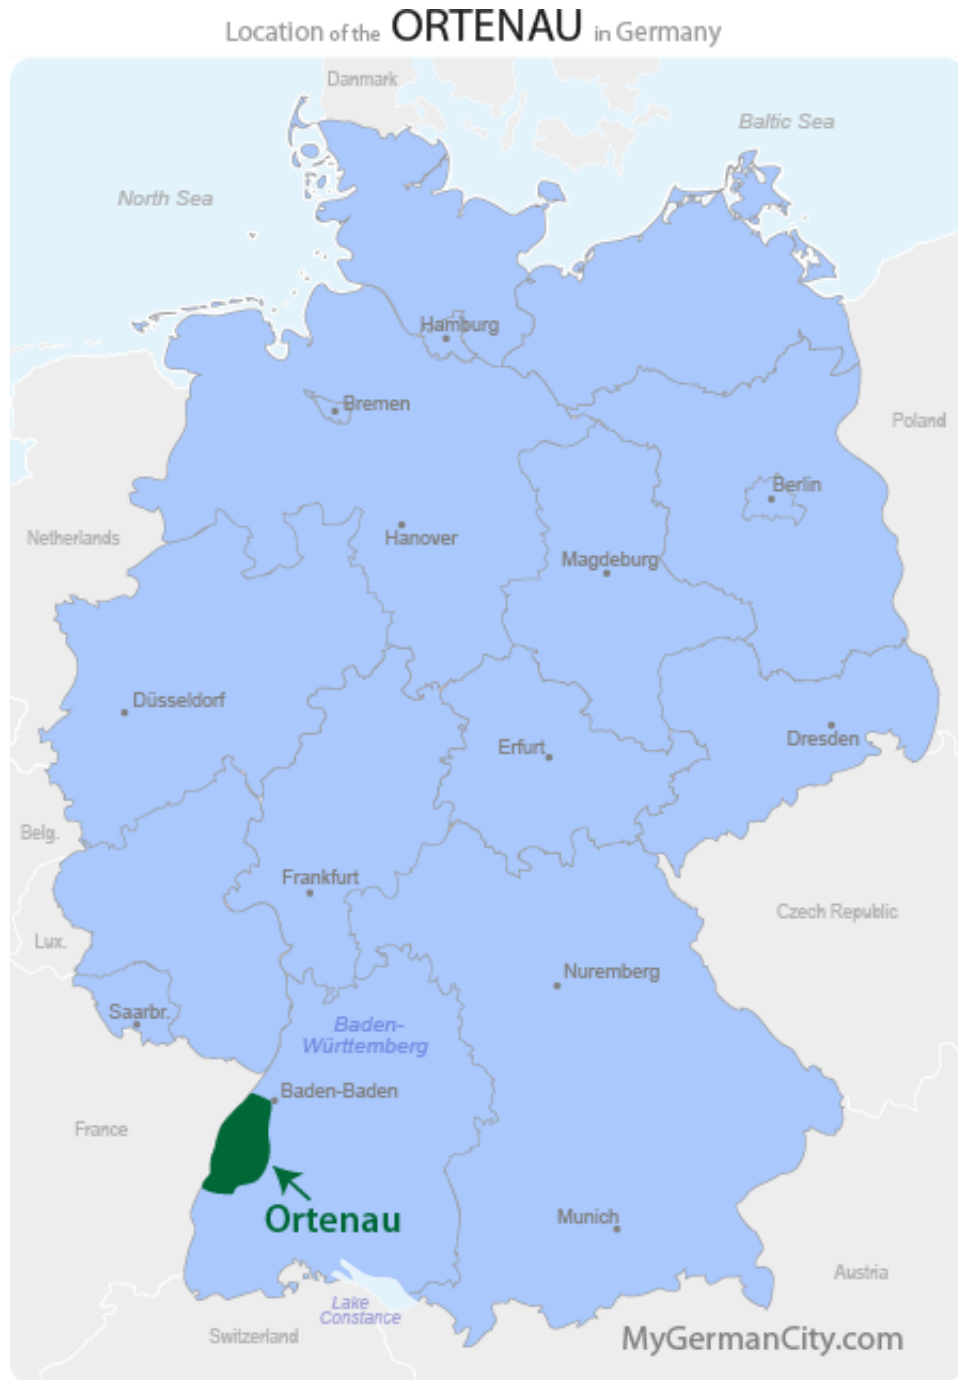 Location of the ORTENAU in Germany
Danmark
Baltic Sea
North Sea
Hamburg
Bremen
Poland
Berlin
Netherlands
Hanover
Magdeburg
Düsseldorf
Erfurt
Dresden
Belg.
Frankfurt
Czech Republic
Lux.
Nuremberg
Saarbr.
Baden-
Württemberg
Baden-Baden
France
Ortenau
Munich
Austria
Lake
Constance
Switzerland
MyGermanCity.com